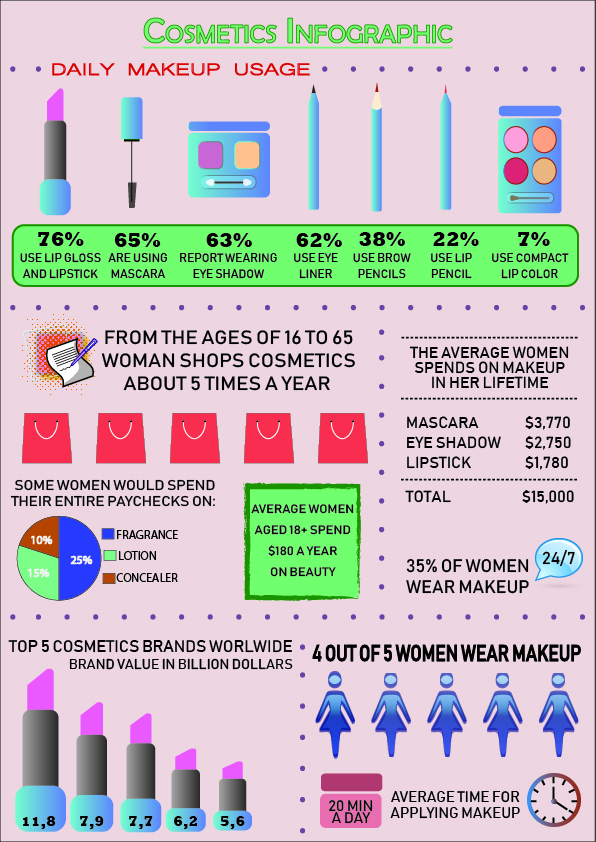 COSMETICS INFOGRAPHIC
DAILY MAKEUP USAGE
76%
USE LIP GLOSS
AND LIPSTICK
65%
ARE USING
MASCARA
63%
REPORT WEARING
EYE SHADOW
62%
USE EYE
LINER
38%
USE BROW
PENCILS
22%
USE LIP
PENCIL
7%
USE COMPACT
LIP COLOR
FROM THE AGES OF 16 TO 65
WOMAN SHOPS COSMETICS
ABOUT 5 TIMES A YEAR
THE AVERAGE WOMEN
SPENDS ON MAKEUP
IN HER LIFETIME
MASCARA $3,770
EYE SHADOW $2,750
LIPSTICK $1,780
TOTAL $15,000
SOME WOMEN WOULD SPEND
THEIR ENTIRE PAYCHECKS ON:
10%
25%
15%
FRAGRANCE
LOTION
CONCEALER
AVERAGE WOMEN
AGED 18+ SPEND
$180 A YEAR
ON BEAUTY
35% OF WOMEN
WEAR MAKEUP
24/7
TOP 5 COSMETICS BRANDS WORLWIDE
BRAND VALUE IN BILLION DOLLARS
11,8
7,9
7,7
6,2
5,6
4 OUT OF 5 WOMEN WEAR MAKEUP
20 MIN
A DAY
AVERAGE TIME FOR
APPLYING MAKEUP